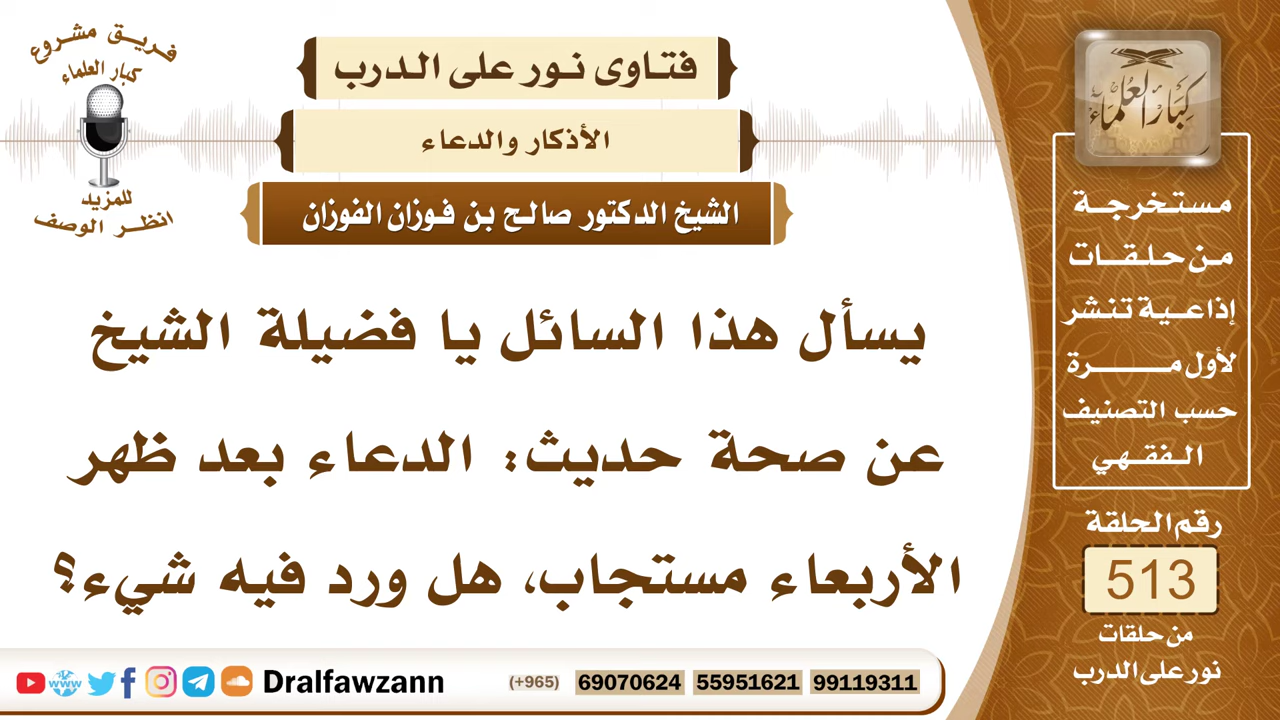 فريق مشروع
كبار العلماء
للمزيد
انظر الوصف
فتاوى نور على الدرب
الأذكار والدعاء
الشيخ الدكتور صالح بن فوزان الفوزان
يسأل هذا السائل يا فضيلة الشيخ
عن صحة حديث: الدعاء بعد ظهر
الأربعاء مستجاب، هل ورد فيه شيء؟
كبار العلماء
مستخرجة
من حلقات
إذاعية تنشر
لأول مرة
حسب التصنيف
الفقهي
رقم الحلقة
513
من حلقات
نور على الدرب
www Dralfawzann (+965) 69070624 55951621 99119311